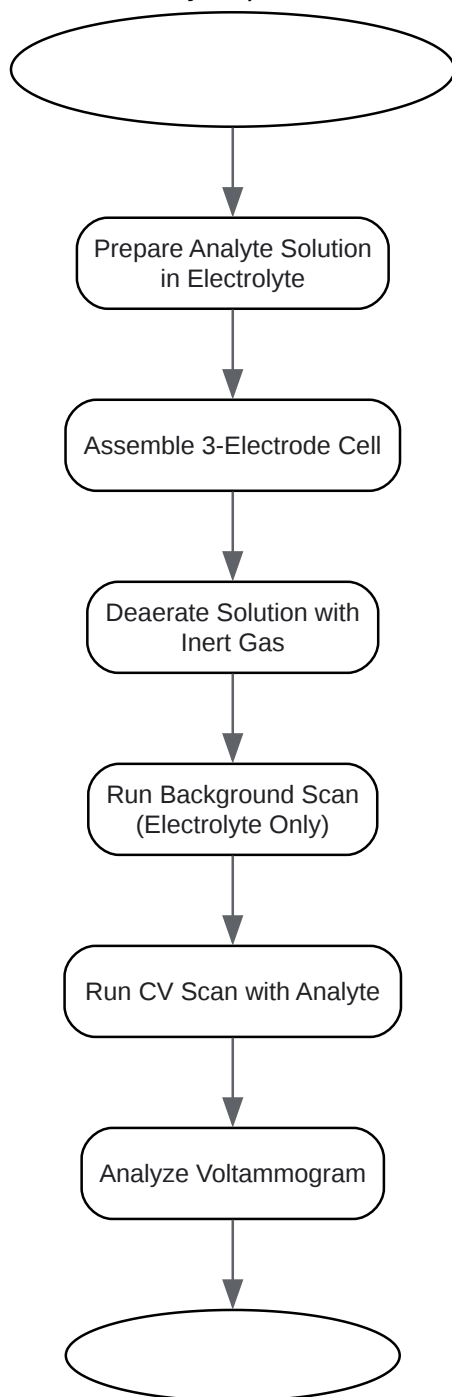 Prepare Analyte Solution
in Electrolyte
Assemble 3-Electrode Cell
Deaerate Solution with
Inert Gas
Run Background Scan
(Electrolyte Only)
Run CV Scan with Analyte
Analyze Voltammogram